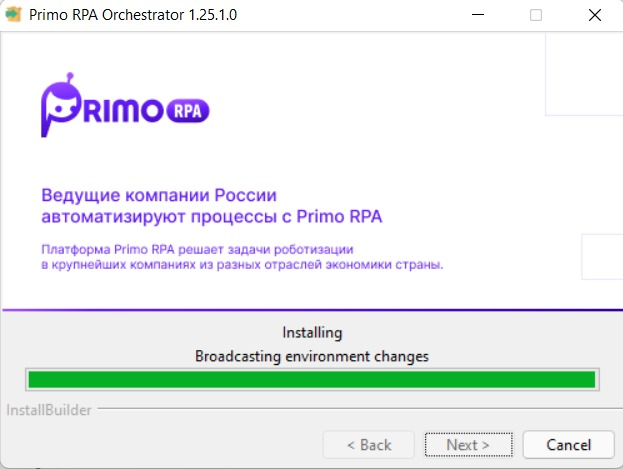 Primo RPA Orchestrator 1.25.1.0
PRIMO RPA
Ведущие компании России
автоматизируют процессы с Primo RPA
Платформа Primo RPA решает задачи роботизации
в крупнейших компаниях из разных отраслей экономики страны.
Installing
Broadcasting environment changes
InstallBuilder
< Back
Next >
Cancel